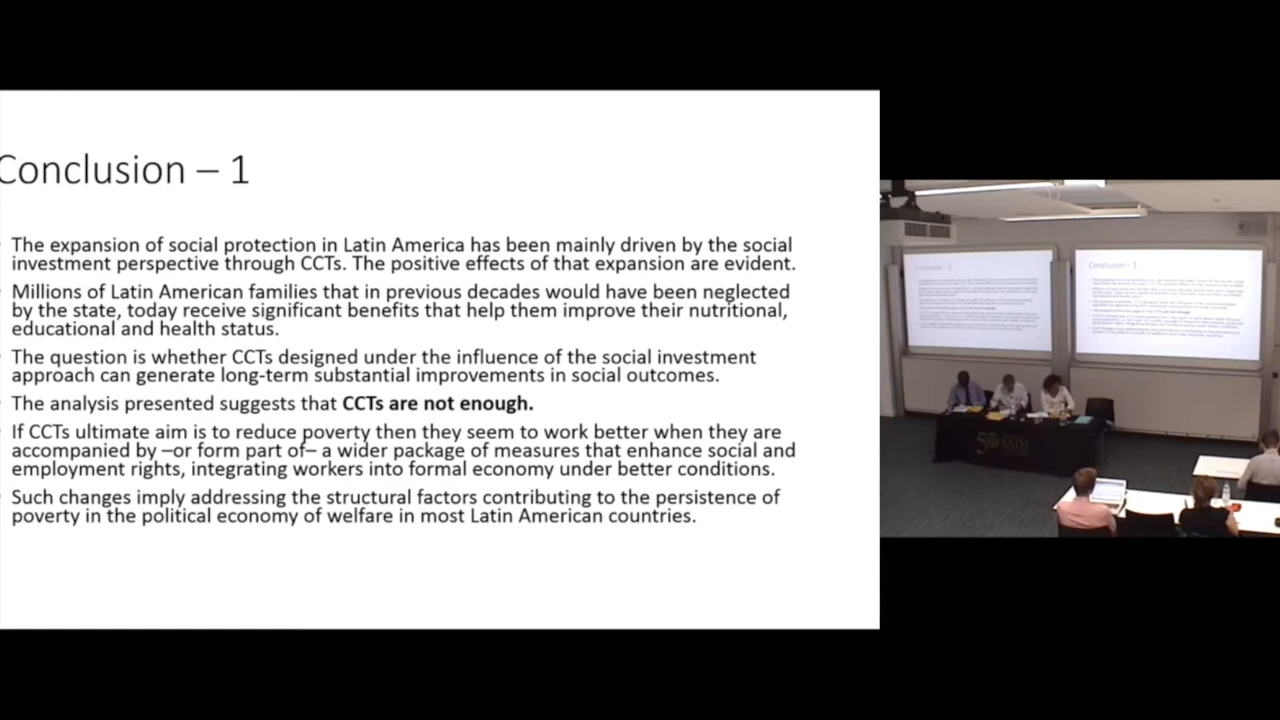 Conclusion – 1
The expansion of social protection in Latin America has been mainly driven by the social
investment perspective through CCTs. The positive effects of that expansion are evident.
Millions of Latin American families that in previous decades would have been neglected
by the state, today receive significant benefits that help them improve their nutritional,
educational and health status.
The question is whether CCTs designed under the influence of the social investment
approach can generate long-term substantial improvements in social outcomes.
The analysis presented suggests that CCTs are not enough.
If CCTs ultimate aim is to reduce poverty then they seem to work better when they are
accompanied by –or form part of– a wider package of measures that enhance social and
employment rights, integrating workers into formal economy under better conditions.
Such changes imply addressing the structural factors contributing to the persistence of
poverty in the political economy of welfare in most Latin American countries.
Conclusion – 1
Conclusion – 1